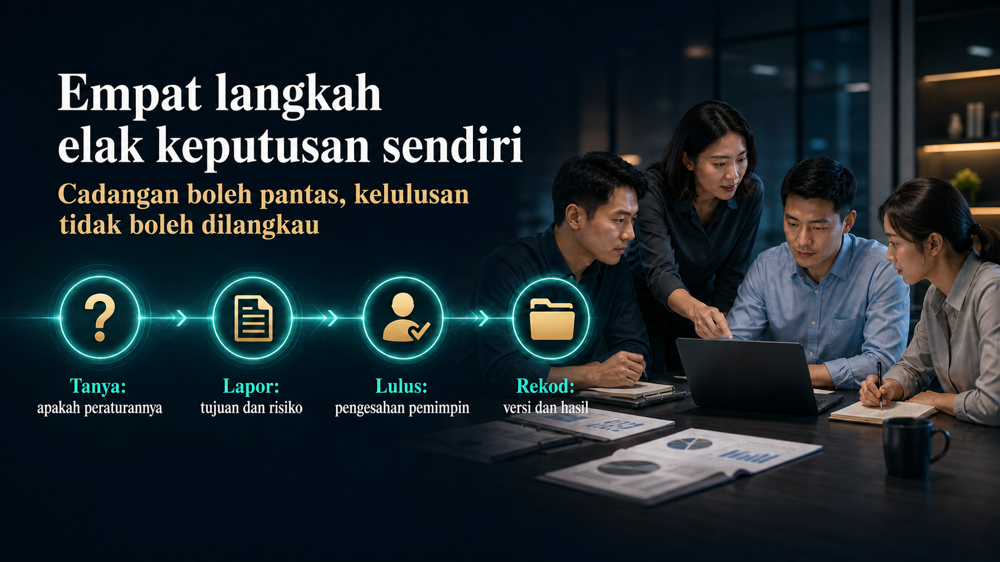 Empat langkah
elak keputusan sendiri
Cadangan boleh pantas, kelulusan
tidak boleh dilangkau
Tanya:
apakah peraturannya
Lapor:
tujuan dan risiko
Lulus:
pengesahan pemimpin
Rekod:
versi dan hasil